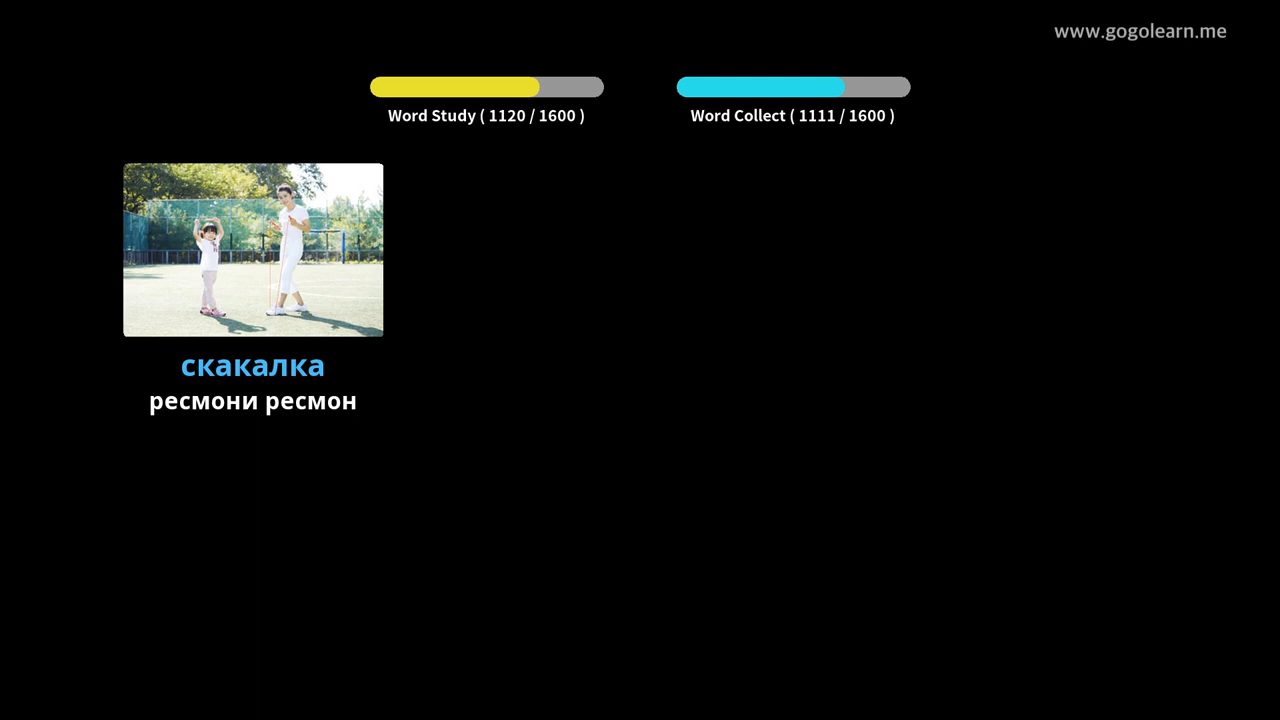 www.gogolearn.me
Word Study ( 1120 / 1600 )
Word Collect ( 1111 / 1600 )
скакалка
ресмони ресмон